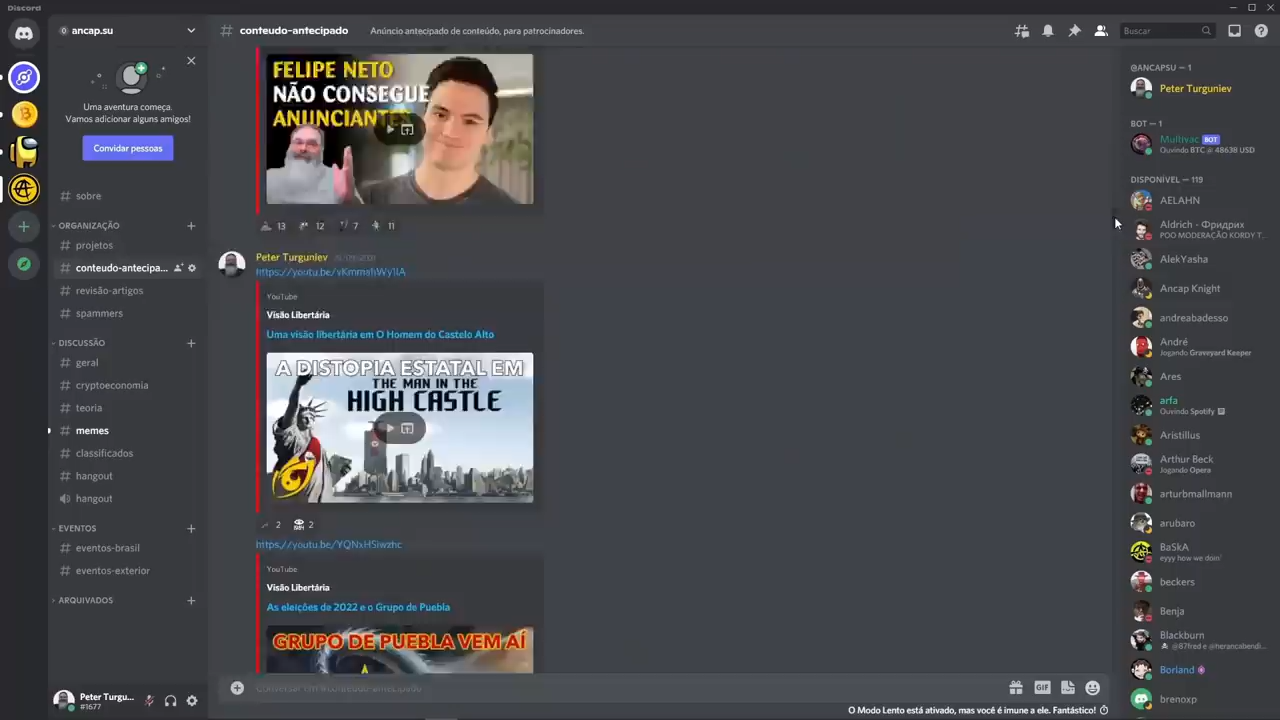 Discord
ancap.su
conteudo-antecipado
Anúncio antecipado de conteúdo, para patrocinadores.
Buscar
Uma aventura começa.
Vamos adicionar alguns amigos!
Convidar pessoas
sobre
ORGANIZAÇÃO
projetos
conteudo-antecipa...
revisão-artigos
spammers
DISCUSSÃO
geral
cryptoeconomia
teoria
memes
classificados
hangout
hangout
EVENTOS
eventos-brasil
eventos-exterior
ARQUIVADOS
Peter Turgu...
#1677
FELIPE NETO
NÃO CONSEGUE
ANUNCIANTES
13 12 7 11
Peter Turguniev
YouTube
Visão Libertária
Uma visão libertária em O Homem do Castelo Alto
A DISTOPIA ESTATAL EM
THE MAN IN THE
HIGH CASTLE
2 2
https://youtu.be/YQNxHSiwzhc
YouTube
Visão Libertária
As eleições de 2022 e o Grupo de Puebla
GRUPO DE PUEBLA VEM AÍ
Conversar em #conteudo-antecipado
GIF
O Modo Lento está ativado, mas você é imune a ele. Fantástico!
@ANCAPSU — 1
Peter Turguniev
BOT — 1
Multivac BOT
Ouvindo BTC @ 48638 USD
DISPONÍVEL — 119
AELAHN
Aldrich - Фридрих
POO MODERAÇÃO KORDY T...
AlekYasha
Ancap Knight
andreabadesso
André
Jogando Graveyard Keeper
Ares
arfa
Ouvindo Spotify
Aristillus
Arthur Beck
Jogando Opera
arturbmallmann
arubaro
BaSkA
eyyy how we doin'
beckers
Benja
Blackburn
@87fred e @herancabendi...
Borland
brenoxp